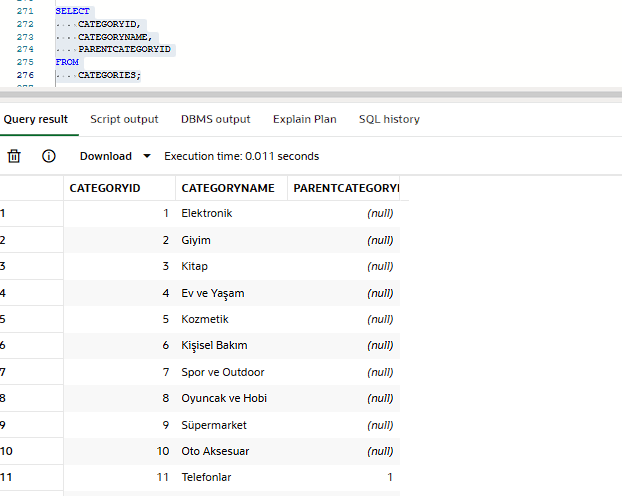 271 SELECT
272 CATEGORYID,
273 CATEGORYNAME,
274 PARENTCATEGORYID
275 FROM
276 CATEGORIES;
Query result Script output DBMS output Explain Plan SQL history
Download Execution time: 0.011 seconds
CATEGORYID CATEGORYNAME PARENTCATEGORYI
1 1 Elektronik (null)
2 2 Giyim (null)
3 3 Kitap (null)
4 4 Ev ve Yaşam (null)
5 5 Kozmetik (null)
6 6 Kişisel Bakım (null)
7 7 Spor ve Outdoor (null)
8 8 Oyuncak ve Hobi (null)
9 9 Süpermarket (null)
10 10 Oto Aksesuar (null)
11 11 Telefonlar 1